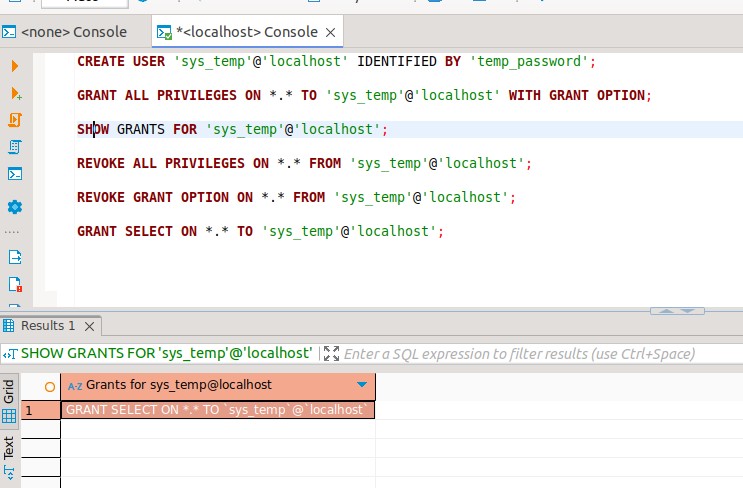 <none> Console
*<localhost> Console
CREATE USER 'sys_temp'@'localhost' IDENTIFIED BY 'temp_password';
GRANT ALL PRIVILEGES ON *.* TO 'sys_temp'@'localhost' WITH GRANT OPTION;
SHOW GRANTS FOR 'sys_temp'@'localhost';
REVOKE ALL PRIVILEGES ON *.* FROM 'sys_temp'@'localhost';
REVOKE GRANT OPTION ON *.* FROM 'sys_temp'@'localhost';
GRANT SELECT ON *.* TO 'sys_temp'@'localhost';
Results 1
SHOW GRANTS FOR 'sys_temp'@'localhost'
Enter a SQL expression to filter results (use Ctrl+Space)
Grid
A-Z Grants for sys_temp@localhost
1 GRANT SELECT ON *.* TO `sys_temp`@`localhost`
Text